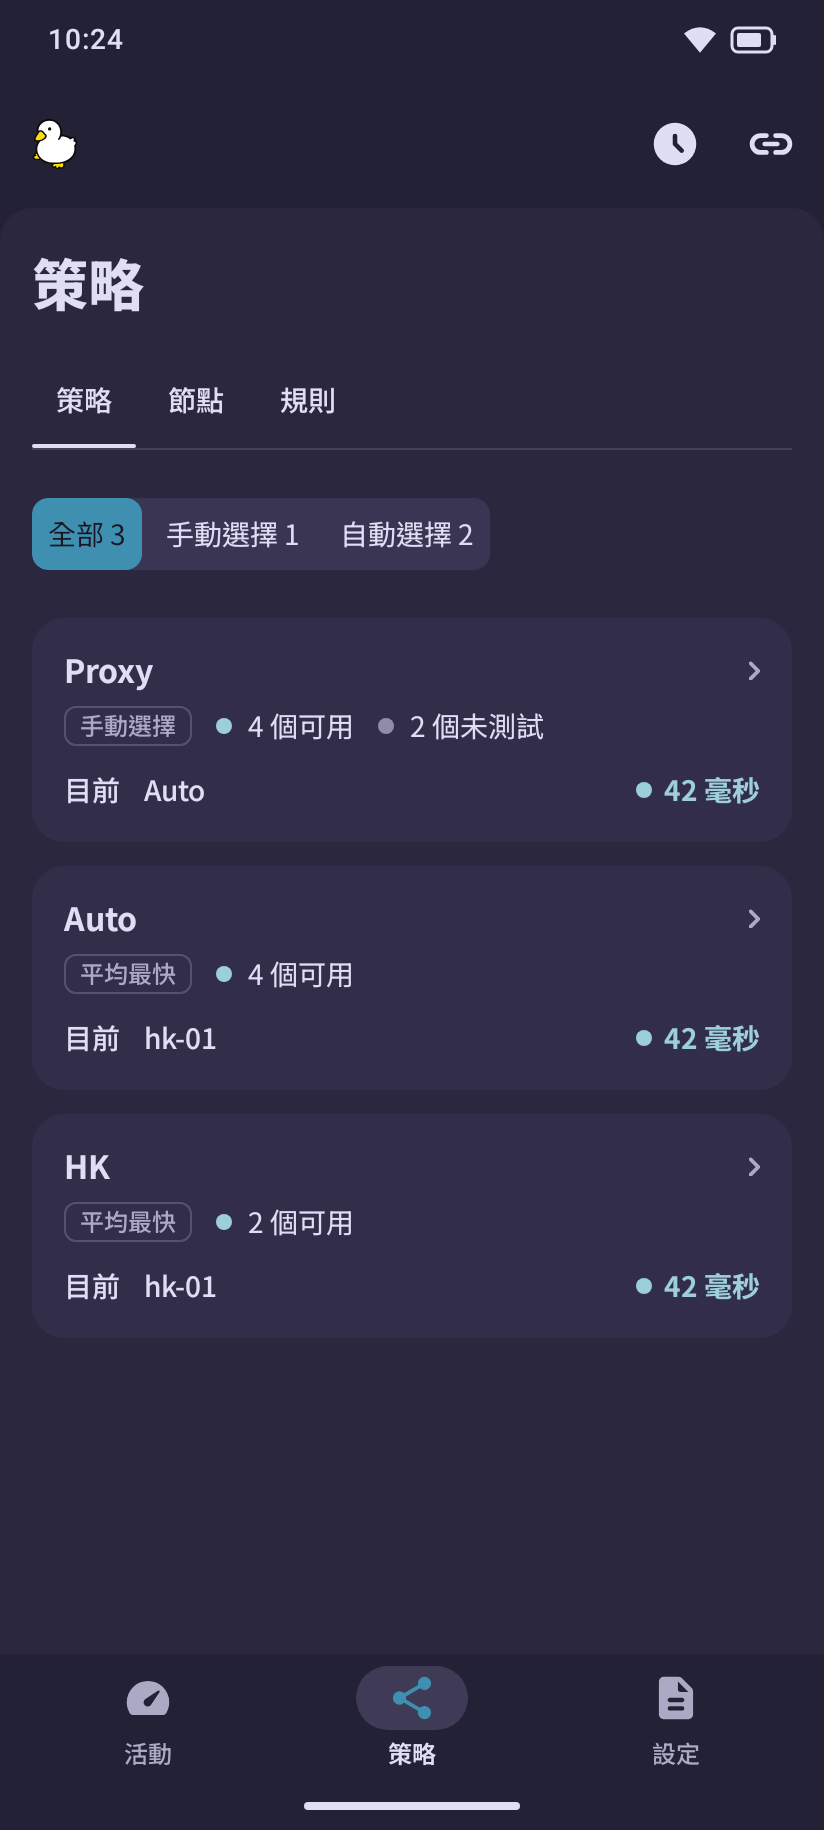 10:24
策略
策略 節點 規則
全部 3 手動選擇 1 自動選擇 2
Proxy
手動選擇 4 個可用 2 個未測試
目前 Auto 42 毫秒
Auto
平均最快 4 個可用
目前 hk-01 42 毫秒
HK
平均最快 2 個可用
目前 hk-01 42 毫秒
活動 策略 設定